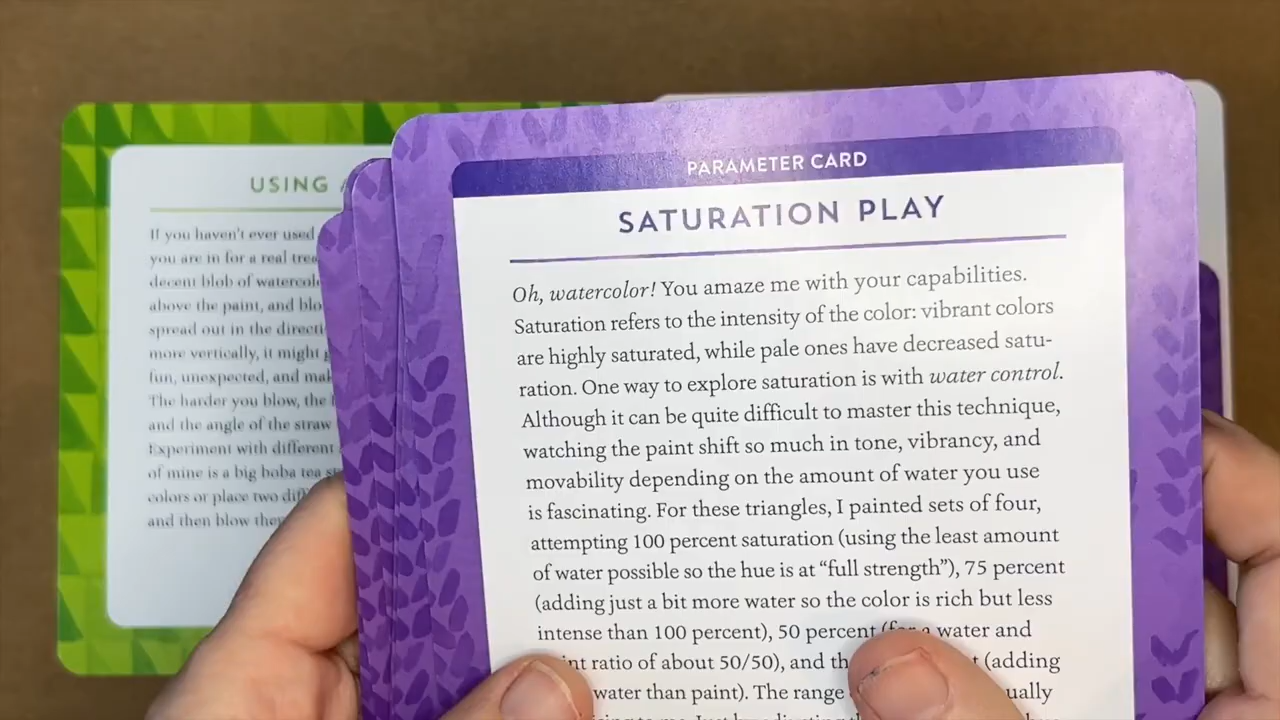 USING
If you haven't ever used
you are in for a real trea
decent blob of watercol
above the paint, and blo
spread out in the directi
more vertically, it might
fun, unexpected, and mak
The harder you blow, the
and the angle of the straw
Experiment with different
of mine is a big boba tea
colors or place two dif
and then blow the
PARAMETER CARD
SATURATION PLAY
Oh, watercolor! You amaze me with your capabilities.
Saturation refers to the intensity of the color: vibrant colors
are highly saturated, while pale ones have decreased satu-
ration. One way to explore saturation is with water control.
Although it can be quite difficult to master this technique,
watching the paint shift so much in tone, vibrancy, and
movability depending on the amount of water you use
is fascinating. For these triangles, I painted sets of four,
attempting 100 percent saturation (using the least amount
of water possible so the hue is at “full strength”), 75 percent
(adding just a bit more water so the color is rich but less
intense than 100 percent), 50 percent (for a water and
int ratio of about 50/50), and th t (adding
water than paint). The range ually